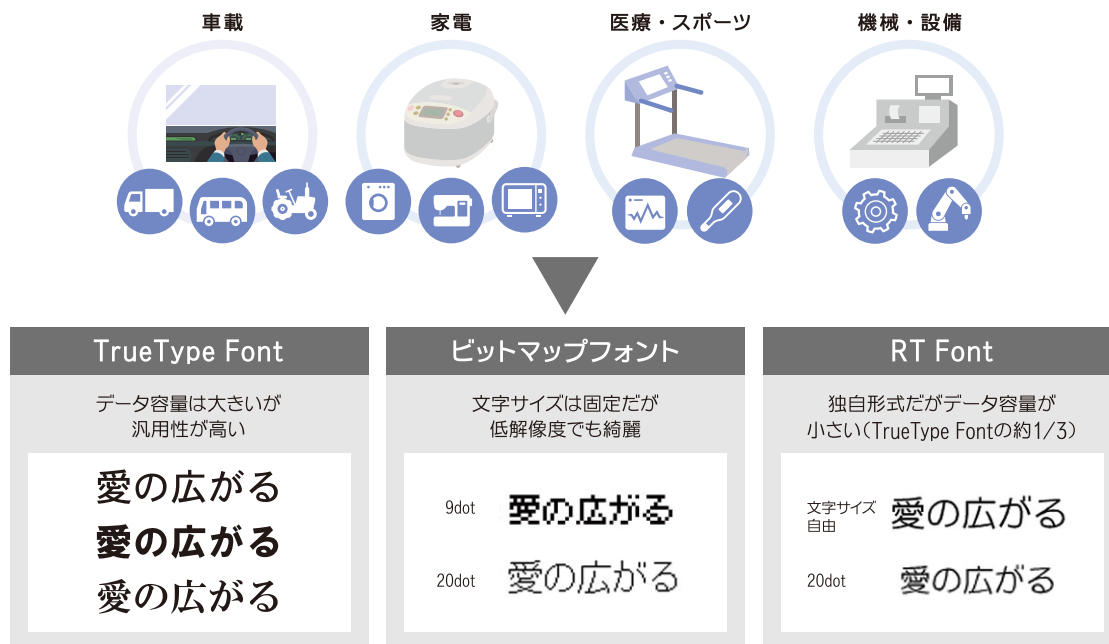 車載
家電
医療・スポーツ
機械・設備
TrueType Font
データ容量は大きいが
汎用性が高い
愛の広がる
愛の広がる
愛の広がる
ビットマップフォント
文字サイズは固定だが
低解像度でも綺麗
9dot 愛の広がる
20dot 愛の広がる
RT Font
独自形式だがデータ容量が
小さい（TrueType Fontの約1/3）
文字サイズ
自由
愛の広がる
20dot 愛の広がる